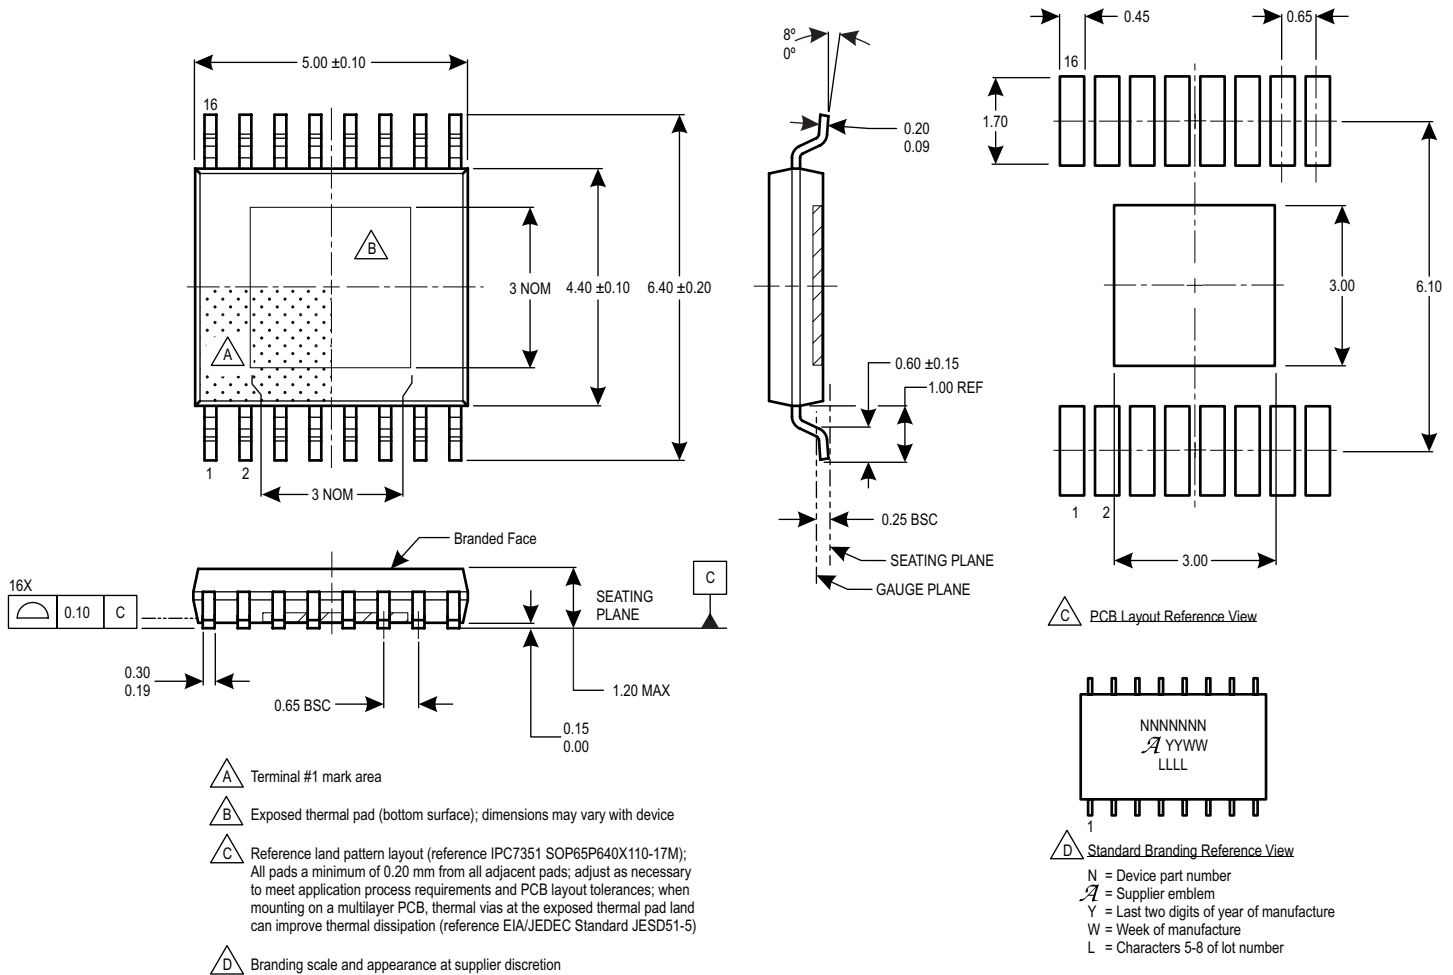 5.00 ±0.10
16
B
A
3 NOM
4.40 ±0.10
6.40 ±0.20
1
2
3 NOM
8º
0º
0.20
0.09
0.60 ±0.15
1.00 REF
0.25 BSC
SEATING PLANE
GAUGE PLANE
0.45
0.65
16
1.70
3.00
6.10
1
2
3.00
C PCB Layout Reference View
Branded Face
16X
0.10 C
SEATING
PLANE
C
0.30
0.19
0.65 BSC
1.20 MAX
0.15
0.00
A Terminal #1 mark area
B Exposed thermal pad (bottom surface); dimensions may vary with device
C Reference land pattern layout (reference IPC7351 SOP65P640X110-17M);
All pads a minimum of 0.20 mm from all adjacent pads; adjust as necessary
to meet application process requirements and PCB layout tolerances; when
mounting on a multilayer PCB, thermal vias at the exposed thermal pad land
can improve thermal dissipation (reference EIA/JEDEC Standard JESD51-5)
D Branding scale and appearance at supplier discretion
NNNNNNN
A YYWW
LLLL
1
D Standard Branding Reference View
N = Device part number
A = Supplier emblem
Y = Last two digits of year of manufacture
W = Week of manufacture
L = Characters 5-8 of lot number